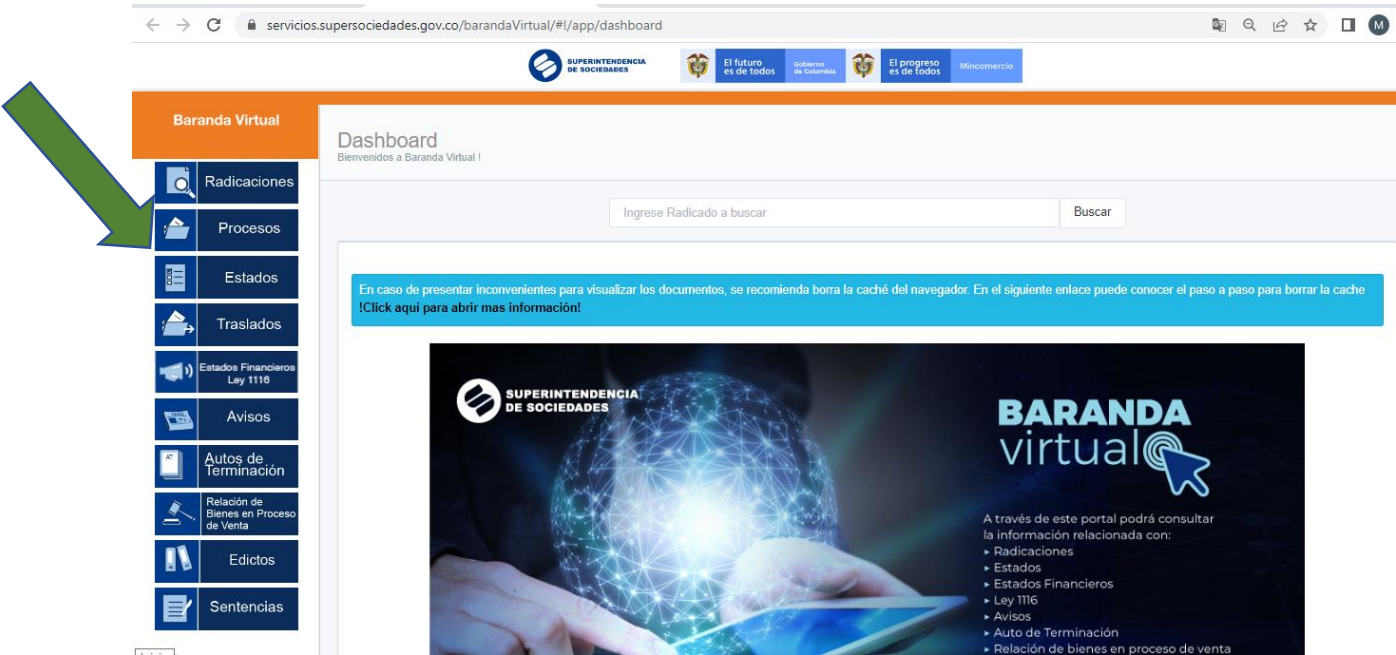 servicios.supersociedades.gov.co/barandaVirtual/#!/app/dashboard
M
SUPERINTENDENCIA
DE SOCIEDADES
El futuro
es de todos
Gobierno
de Colombia
El progreso
es de todos
Mincomercio
Baranda Virtual
Dashboard
Bienvenidos a Baranda Virtual !
Radicaciones
Procesos
Estados
Traslados
Estados Financieros
Ley 1116
Avisos
AT
Autos de
Terminación
Relación de
Bienes en Proceso
de Venta
Edictos
Sentencias
Ingrese Radicado a buscar
Buscar
En caso de presentar inconvenientes para visualizar los documentos, se recomienda borra la caché del navegador. En el siguiente enlace puede conocer el paso a paso para borrar la cache
!Click aqui para abrir mas información!
SUPERINTENDENCIA
DE SOCIEDADES
BARANDA
virtual
A través de este portal podrá consultar
la información relacionada con:
▸ Radicaciones
▸ Estados
▸ Estados Financieros
▸ Ley 1116
▸ Avisos
▸ Auto de Terminación
▸ Relación de bienes en proceso de venta